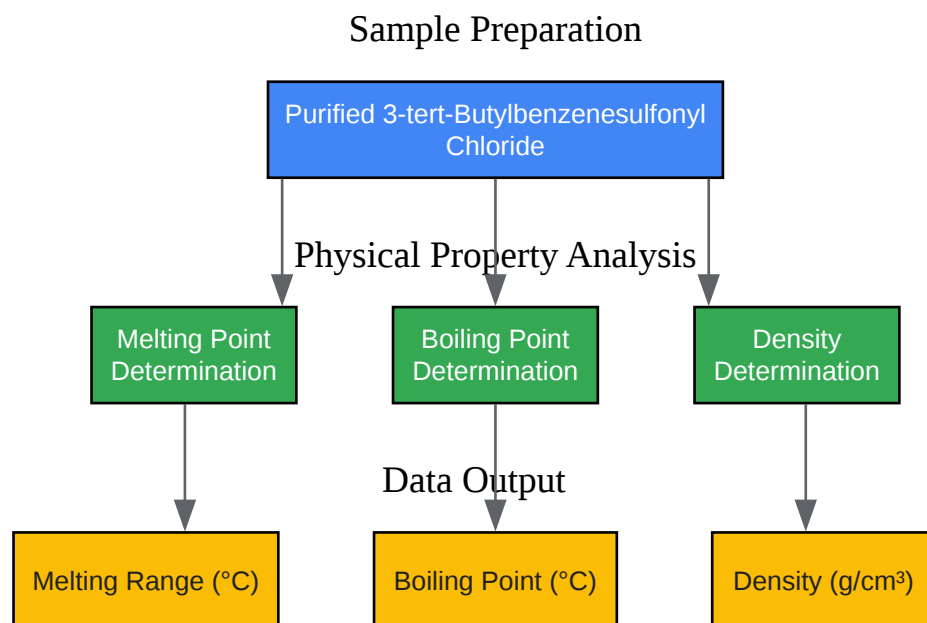 Sample Preparation
Purified 3-tert-Butylbenzenesulfonyl
Chloride
Physical Property Analysis
Melting Point
Determination
Boiling Point
Determination
Density
Determination
Data Output
Melting Range (°C)
Boiling Point (°C)
Density (g/cm³)